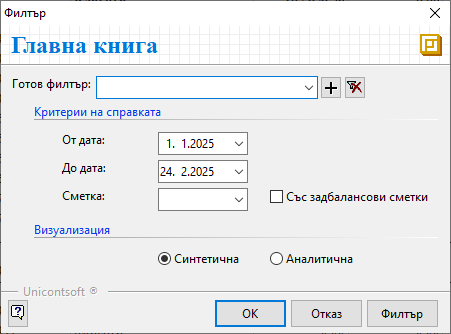 Филтър
Главна книга
Готов филтър:
Критерии на справката
От дата: 1. 1.2025
До дата: 24. 2.2025
Сметка: Със задбалансови сметки
Визуализация
Синтетична Аналитична
Unicontsoft ®
OK Отказ Филтър